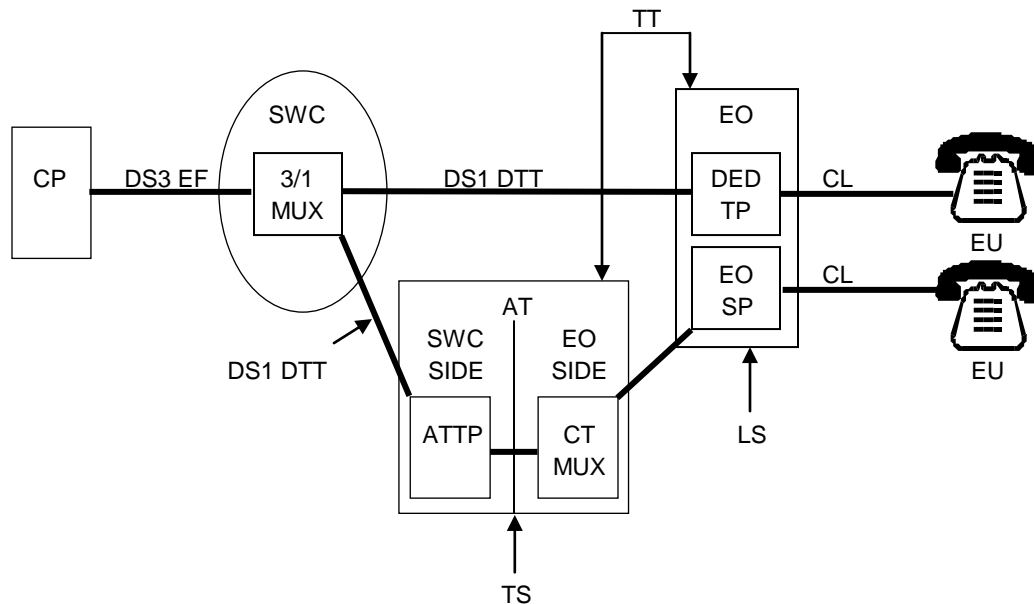 TT
SWC
EO
CP
DS3 EF
3/1
MUX
DS1 DTT
DED
TP
CL
EU
EO
SP
CL
EU
AT
SWC
SIDE
EO
SIDE
DS1 DTT
ATTP
CT
MUX
LS
TS